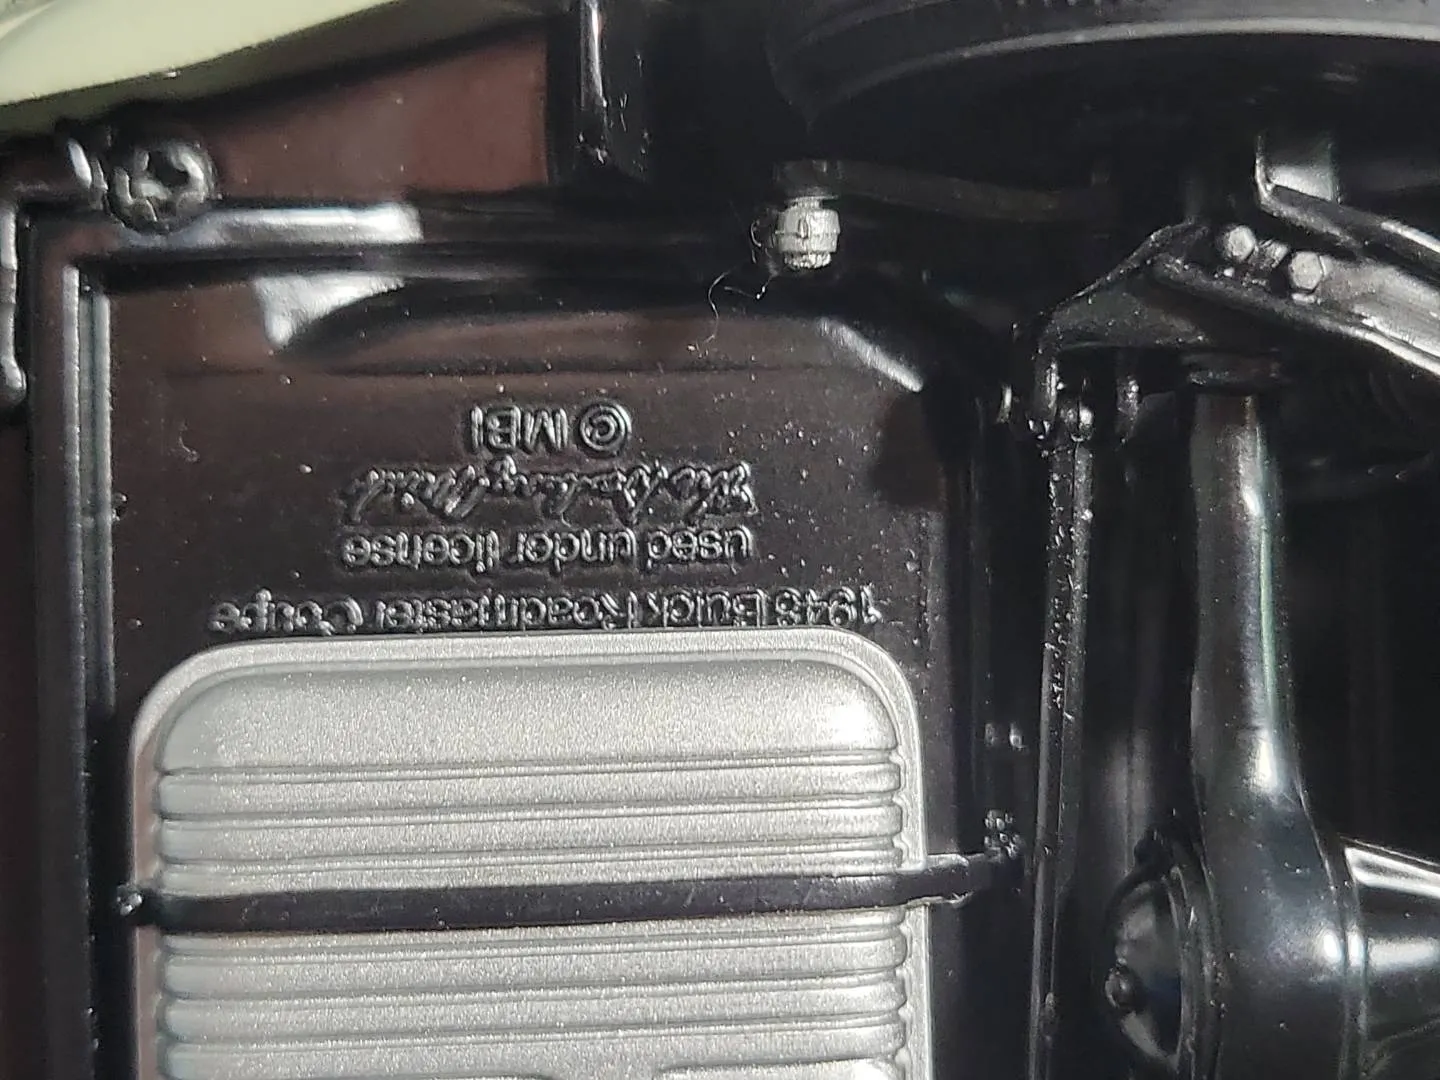 1948 Buick Roadmaster Coupe
used under license
The Danbury Mint
© MBI